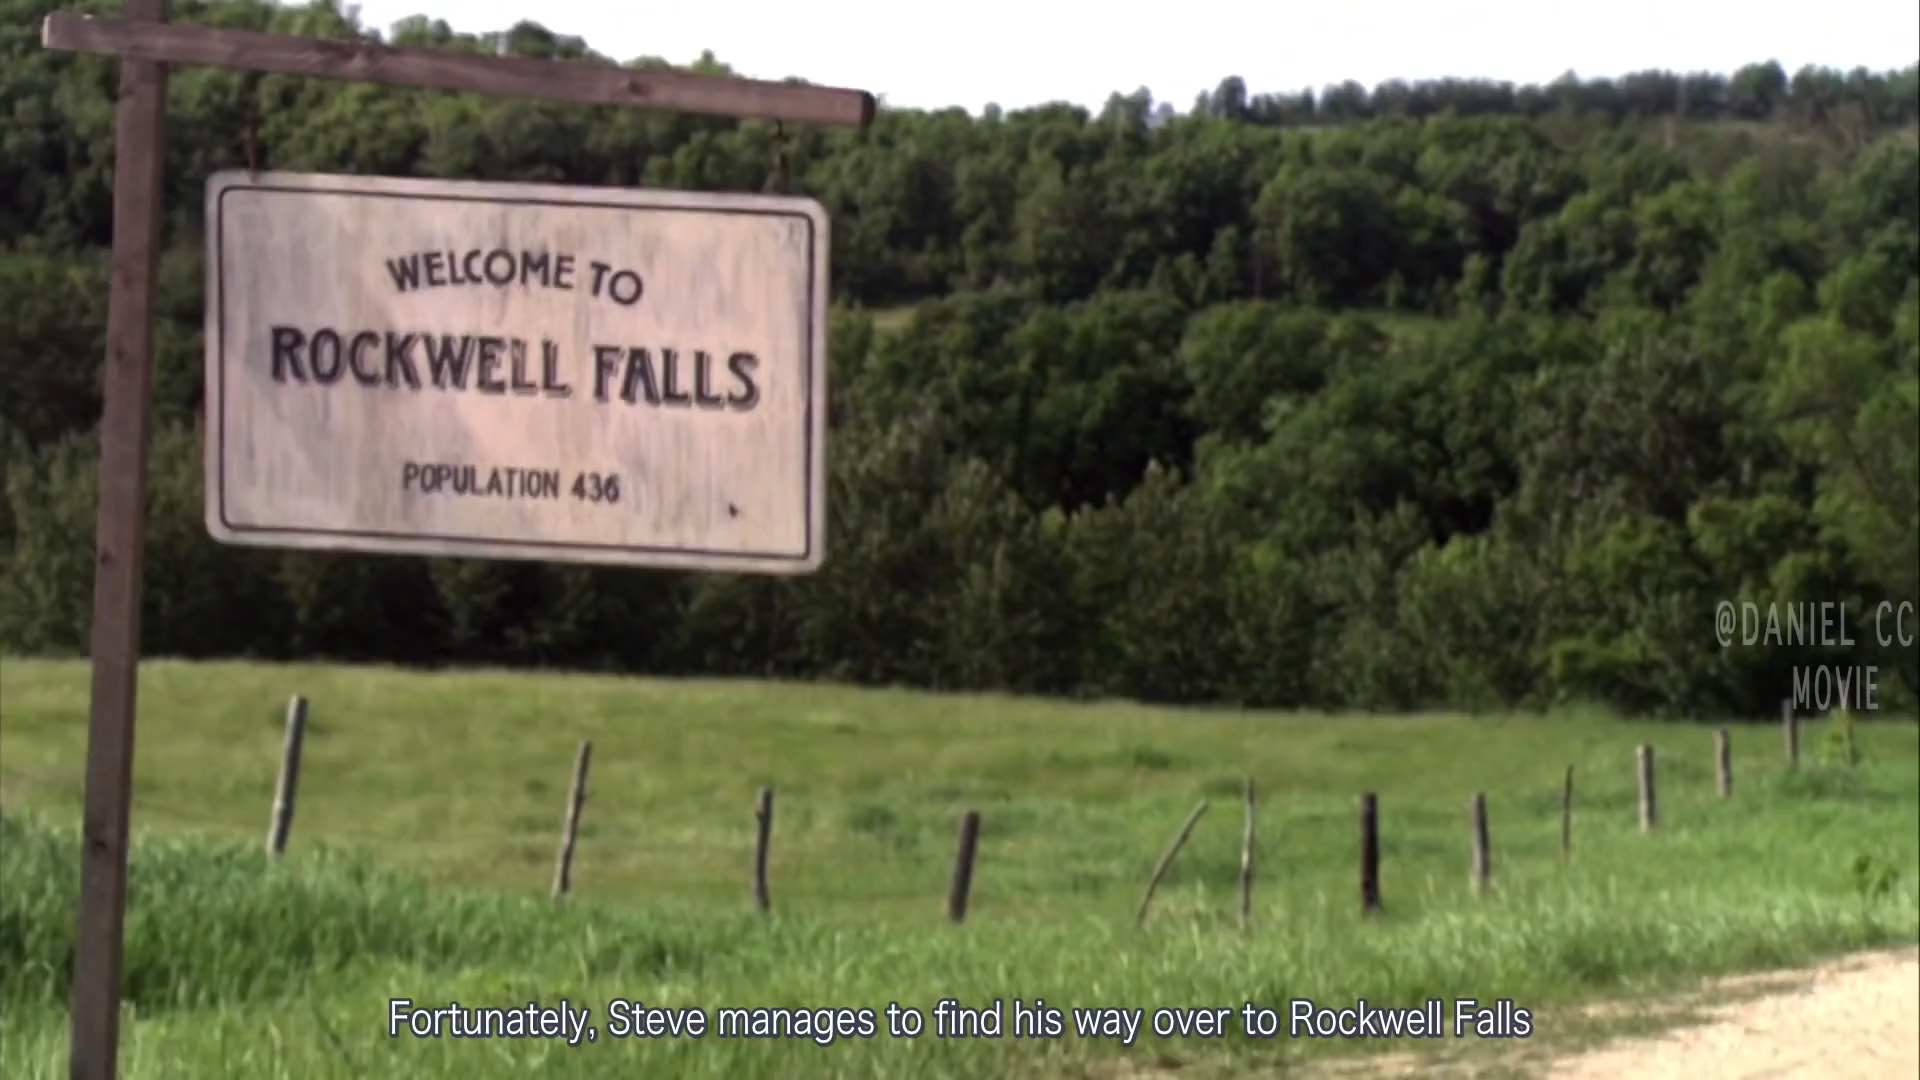 WELCOME TO
ROCKWELL FALLS
POPULATION 436
@DANIEL CC
MOVIE
Fortunately, Steve manages to find his way over to Rockwell Falls